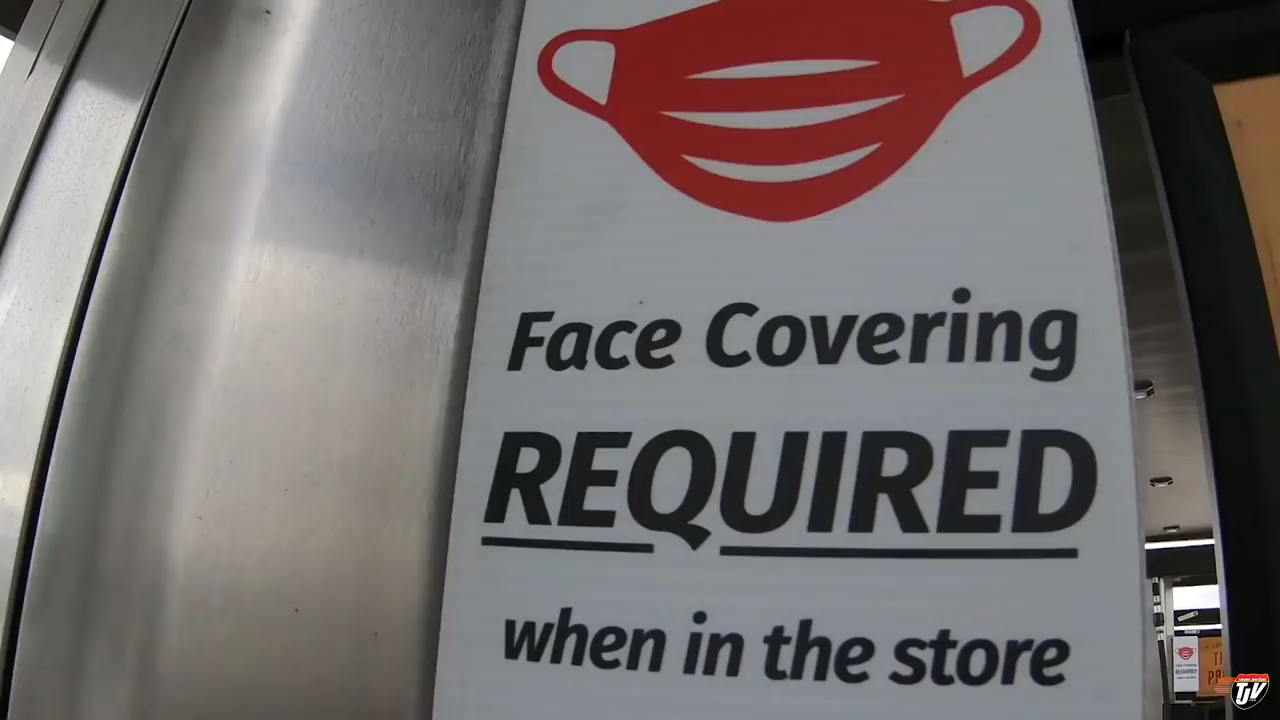 Face Covering
REQUIRED
when in the store